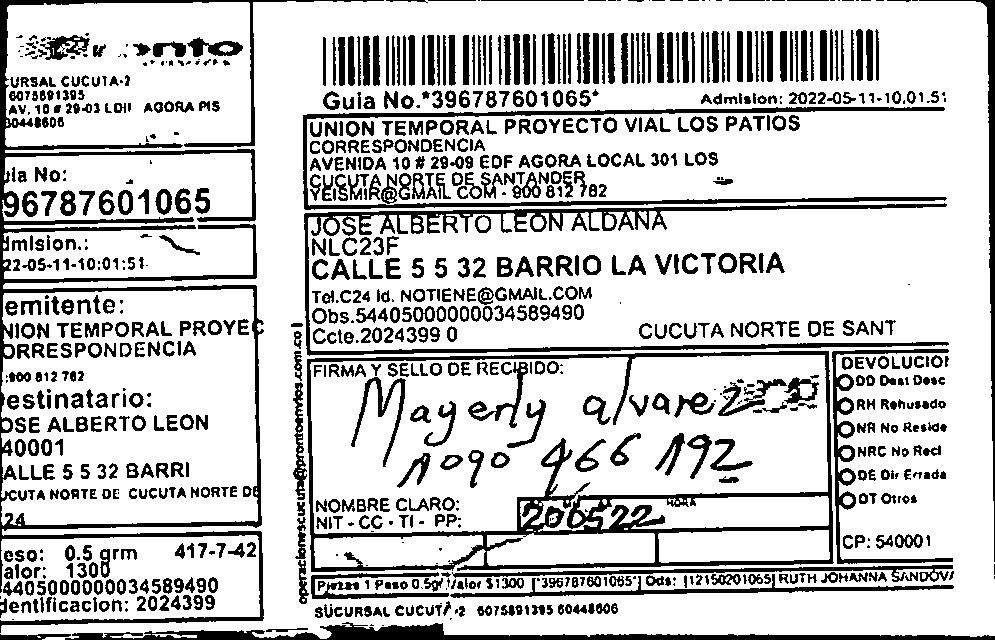 CURSAL CUCUTA-2
6075891395
AV. 10 # 29-03 LOII AGORA PIS
60448606
uia No:
96787601065
dmision.:
22-05-11-10:01:51
emitente:
NION TEMPORAL PROYEC
ORRESPONDENCIA
:900 812 782
estinatario:
OSE ALBERTO LEON
40001
ALLE 5 5 32 BARRI
UCUTA NORTE DE CUCUTA NORTE DE
24
eso: 0.5 grm 417-7-42
alor: 1300
44050000000034589490
dentificacion: 2024399
Guia No.*396787601065*
Admision: 2022-05-11-10.01.51
UNION TEMPORAL PROYECTO VIAL LOS PATIOS
CORRESPONDENCIA
AVENIDA 10 # 29-09 EDF AGORA LOCAL 301 LOS
CUCUTA NORTE DE SANTANDER
YEISMIR@GMAIL COM - 900 812 782
JOSE ALBERTO LEON ALDANA
NLC23F
CALLE 5 5 32 BARRIO LA VICTORIA
Tel.C24 Id. NOTIENE@GMAIL.COM
Obs.54405000000034589490
Ccte.2024399 0
CUCUTA NORTE DE SANT
operacionescucuta@prontoenvios.com.co
FIRMA Y SELLO DE RECIBIDO:
Mayerly alvarez
1090 466 192
NOMBRE CLARO:
NIT - CC - TI - PP:
HORA
200522
DEVOLUCION
DD Dest Desc
RH Rehusado
NR No Reside
NRC No Recl
DE Dir Errada
OT Otros
CP: 540001
Piezas 1 Peso 0.5gr Valor $1300 [*396787601065*] Ods: [12150201065] RUTH JOHANNA SANDOVA
SUCURSAL CUCUTA-2 6075891395 60448606